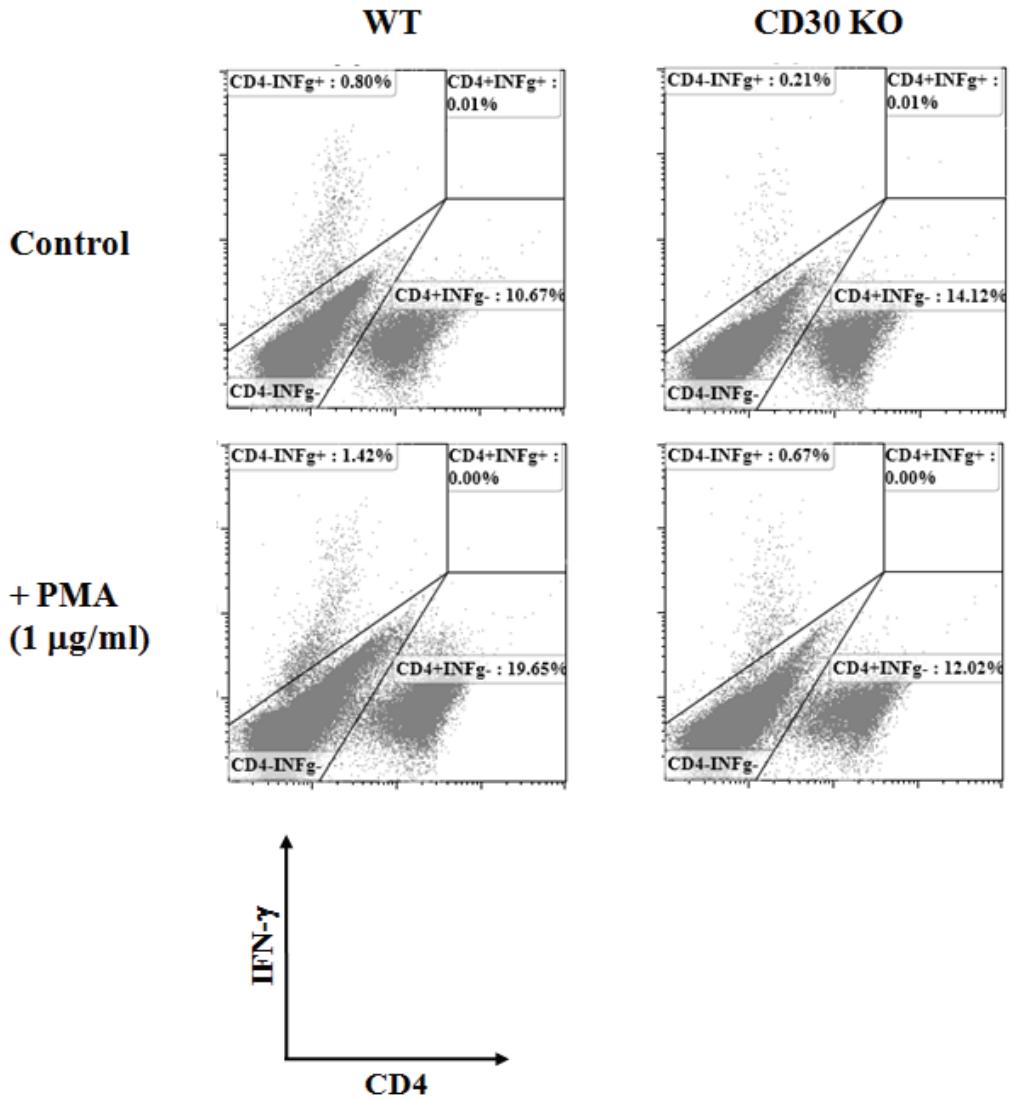 WT
CD30 KO
CD4-INFg+ : 0.80%
CD4+INFg+ :
0.01%
CD4-INFg+ : 0.21%
CD4+INFg+ :
0.01%
Control
CD4+INFg- : 10.67%
CD4+INFg- : 14.12%
CD4-INFg-
CD4-INFg-
CD4-INFg+ : 1.42%
CD4+INFg+ :
0.00%
CD4-INFg+ : 0.67%
CD4+INFg+ :
0.00%
+ PMA
(1 µg/ml)
CD4+INFg- : 19.65%
CD4+INFg- : 12.02%
CD4-INFg-
CD4-INFg-
IFN-γ
CD4